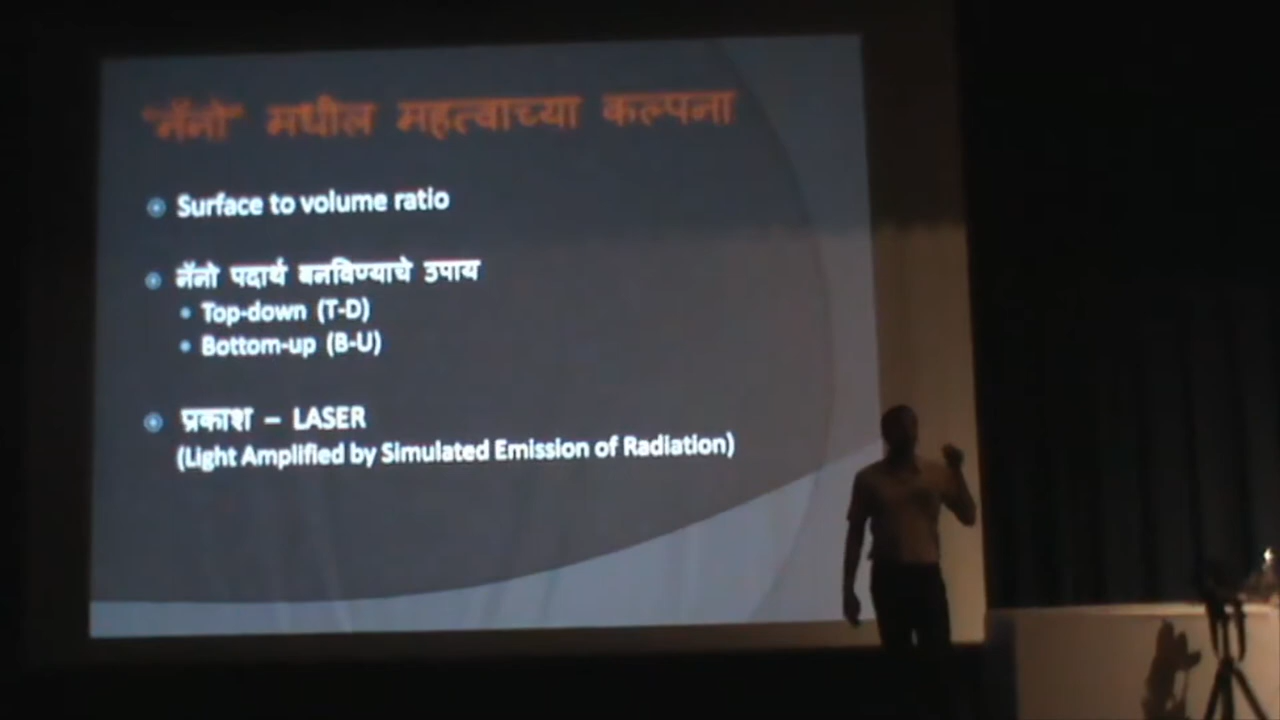 "नॅनो" मधील महत्वाच्या कल्पना
Surface to volume ratio
नॅनो पदार्थ बनविण्याचे उपाय
Top-down (T-D)
Bottom-up (B-U)
प्रकाश – LASER
(Light Amplified by Simulated Emission of Radiation)